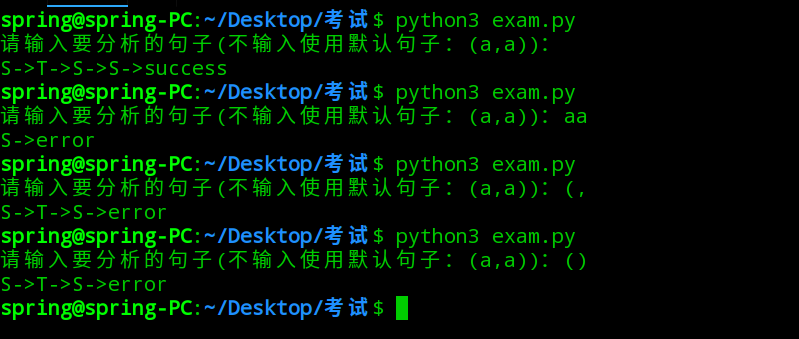 spring@spring-PC:~/Desktop/考试$ python3 exam.py
请输入要分析的句子(不输入使用默认句子：(a,a))：
S->T->S->S->success
spring@spring-PC:~/Desktop/考试$ python3 exam.py
请输入要分析的句子(不输入使用默认句子：(a,a))：aa
S->error
spring@spring-PC:~/Desktop/考试$ python3 exam.py
请输入要分析的句子(不输入使用默认句子：(a,a))：(,
S->T->S->error
spring@spring-PC:~/Desktop/考试$ python3 exam.py
请输入要分析的句子(不输入使用默认句子：(a,a))：()
S->T->S->error
spring@spring-PC:~/Desktop/考试$